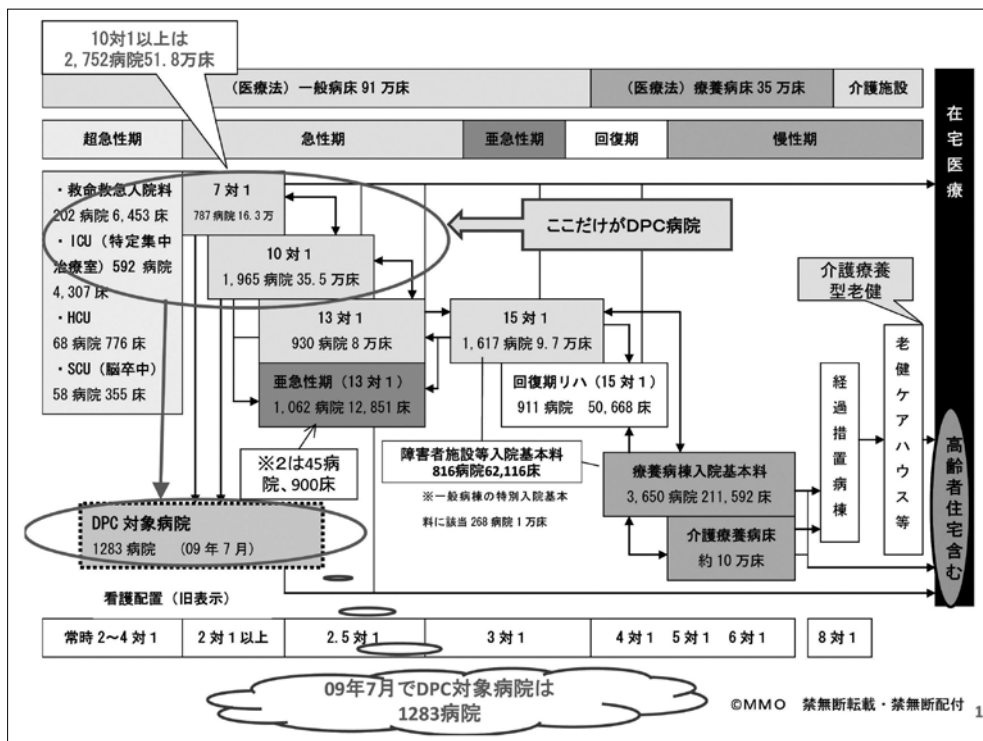 10対1以上は
2,752病院51.8万床
（医療法）一般病床 91 万床
（医療法）療養病床 35 万床
介護施設
超急性期
急性期
亜急性期
回復期
慢性期
在宅医療
・救命救急入院料
202 病院 6,453 床
・ICU（特定集中
治療室）592 病院
4,307 床
・HCU
68 病院 776 床
・SCU（脳卒中）
58 病院 355 床
7 対 1
787 病院 16.3 万
10 対 1
1,965 病院 35.5 万床
ここだけがDPC病院
13 対 1
930 病院 8 万床
15 対 1
1,617 病院 9.7 万床
介護療養
型老健
亜急性期（13 対 1）
1,062 病院 12,851 床
回復期リハ（15 対 1）
911 病院 50,668 床
※2は45病
院、900床
障害者施設等入院基本料
816病院62,116床
※一般病棟の特別入院基本
料に該当 268 病院 1 万床
療養病棟入院基本料
3,650 病院 211,592 床
介護療養病床
約 10 万床
経過措置病棟
老健ケアハウス等
高齢者住宅含む
DPC 対象病院
1283 病院 （09 年 7 月）
看護配置（旧表示）
常時 2～4 対 1
2 対 1 以上
2.5 対 1
3 対 1
4 対 1 5 対 1 6 対 1
8 対 1
09年7月でDPC対象病院は
1283病院
©MMO 禁無断転載・禁無断配付
1